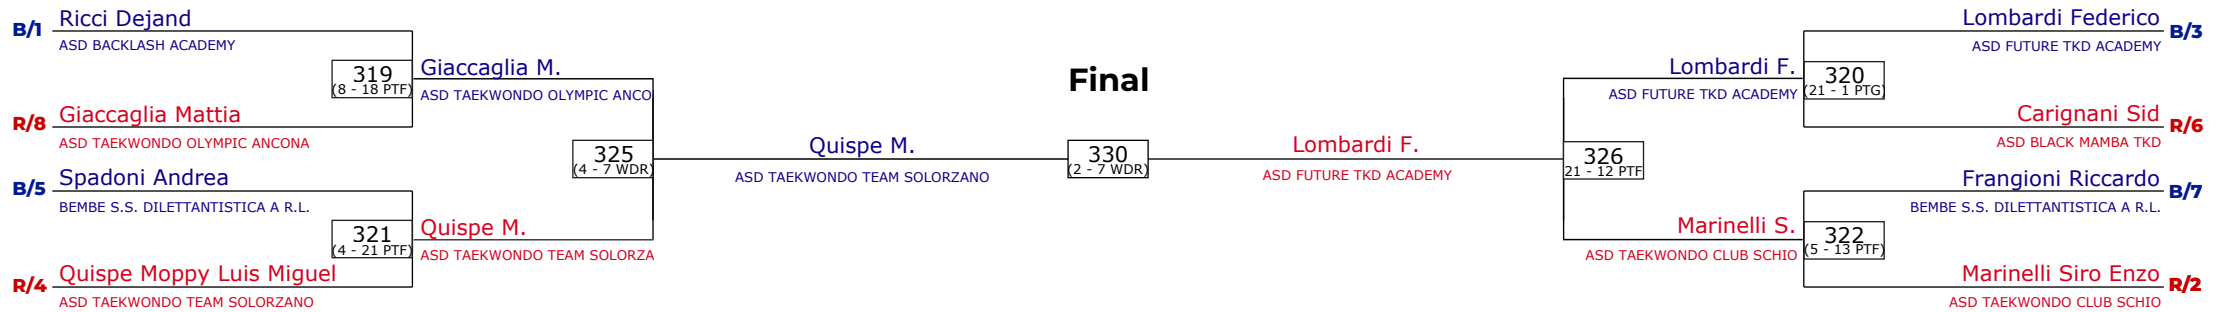 B/1 Ricci Dejand
ASD BACKLASH ACADEMY
319
(8 - 18 PTF)
R/8 Giaccaglia Mattia
ASD TAEKWONDO OLYMPIC ANCONA
Giaccaglia M.
ASD TAEKWONDO OLYMPIC ANCO
B/5 Spadoni Andrea
BEMBE S.S. DILETTANTISTICA A R.L.
321
(4 - 21 PTF)
R/4 Quispe Moppy Luis Miguel
ASD TAEKWONDO TEAM SOLORZANO
Quispe M.
ASD TAEKWONDO TEAM SOLORZA
325
(4 - 7 WDR)
Quispe M.
ASD TAEKWONDO TEAM SOLORZANO
Final
330
(2 - 7 WDR)
Lombardi F.
ASD FUTURE TKD ACADEMY
326
21 - 12 PTF
Lombardi F.
ASD FUTURE TKD ACADEMY
320
(21 - 1 PTG)
Lombardi Federico B/3
ASD FUTURE TKD ACADEMY
Carignani Sid R/6
ASD BLACK MAMBA TKD
Marinelli S.
ASD TAEKWONDO CLUB SCHIO
322
(5 - 13 PTF)
Frangioni Riccardo B/7
BEMBE S.S. DILETTANTISTICA A R.L.
Marinelli Siro Enzo R/2
ASD TAEKWONDO CLUB SCHIO